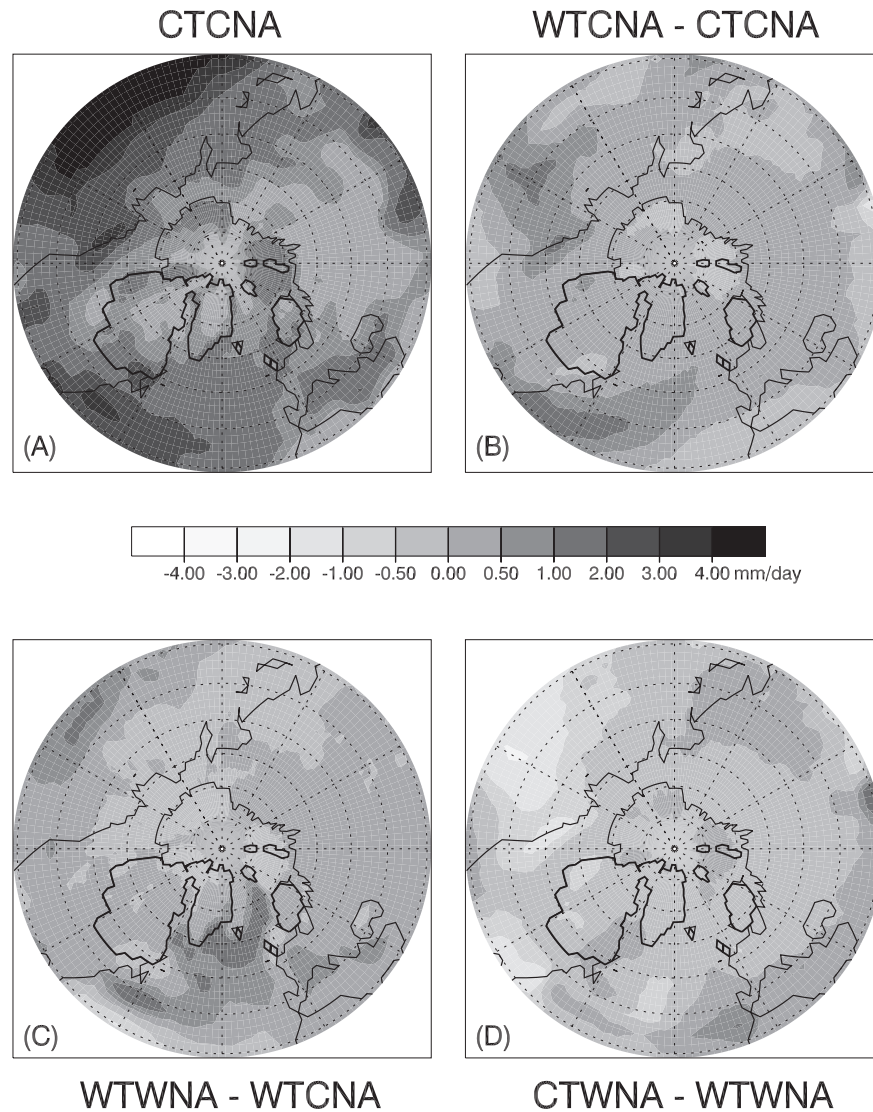 CTCNA
WTCNA - CTCNA
(A)
(B)
-4.00 -3.00 -2.00 -1.00 -0.50 0.00 0.50 1.00 2.00 3.00 4.00 mm/day
(C)
(D)
WTWNA - WTCNA
CTWNA - WTWNA